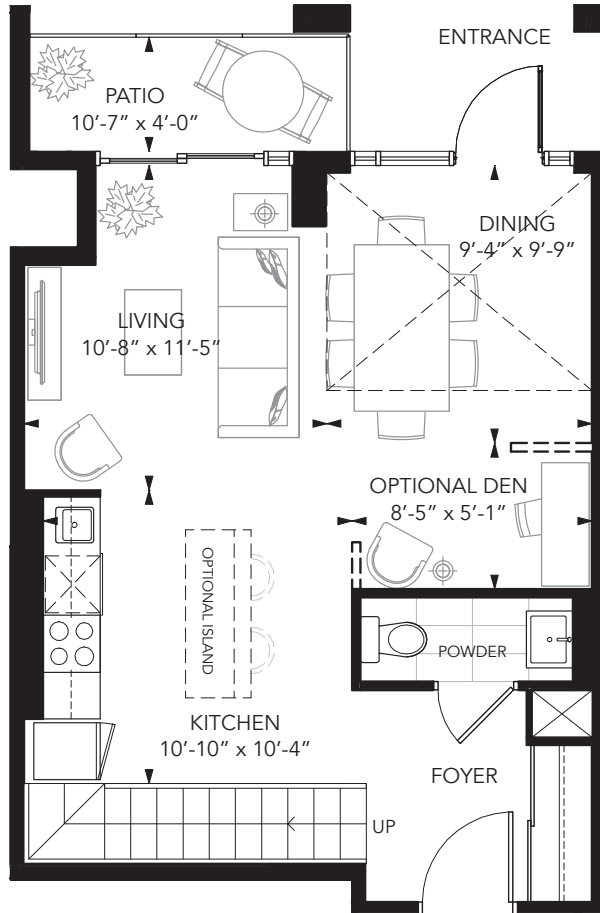 ENTRANCE
PATIO
10’-7” x 4’-0”
DINING
9’-4” x 9’-9”
LIVING
10’-8” x 11’-5”
OPTIONAL DEN
8’-5” x 5’-1”
OPTIONAL ISLAND
POWDER
KITCHEN
10’-10” x 10’-4”
FOYER
UP